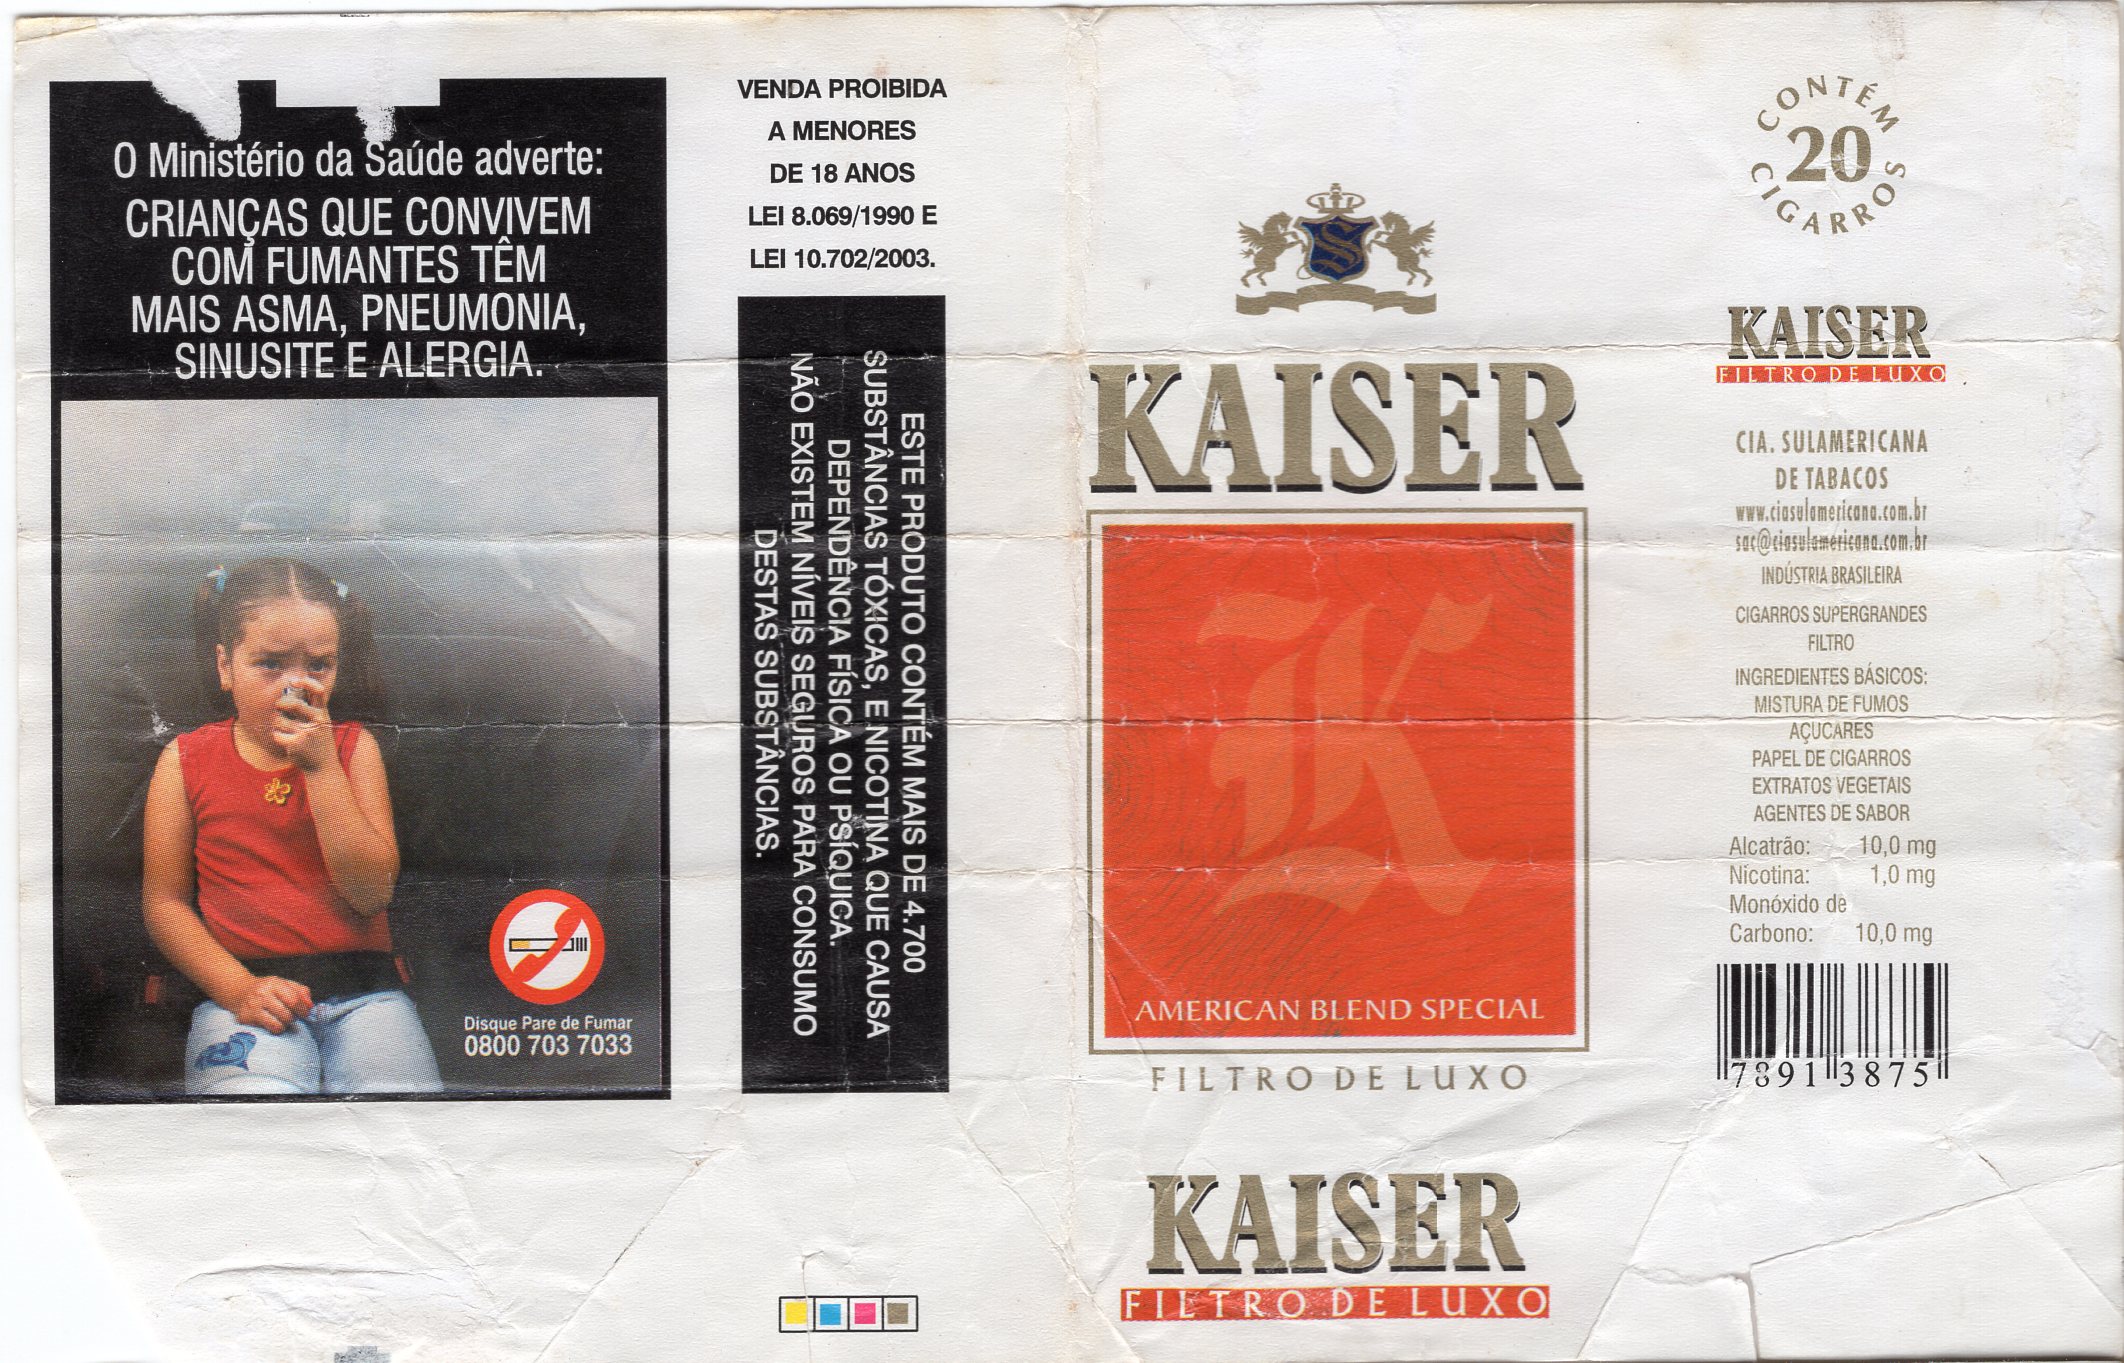 O Ministério da Saúde adverte:
CRIANÇAS QUE CONVIVEM
COM FUMANTES TÊM
MAIS ASMA, PNEUMONIA,
SINUSITE E ALERGIA.
Disque Pare de Fumar
0800 703 7033
VENDA PROIBIDA
A MENORES
DE 18 ANOS
LEI 8.069/1990 E
LEI 10.702/2003.
ESTE PRODUTO CONTÉM MAIS DE 4.700
SUBSTÂNCIAS TÓXICAS, E NICOTINA QUE CAUSA
DEPENDÊNCIA FÍSICA OU PSÍQUICA.
NÃO EXISTEM NÍVEIS SEGUROS PARA CONSUMO
DESTAS SUBSTÂNCIAS.
S
KAISER
K
AMERICAN BLEND SPECIAL
FILTRO DE LUXO
KAISER
FILTRO DE LUXO
CONTÉM
20
CIGARROS
KAISER
FILTRO DE LUXO
CIA. SULAMERICANA
DE TABACOS
www.ciasulamericana.com.br
sac@ciasulamericana.com.br
INDÚSTRIA BRASILEIRA
CIGARROS SUPERGRANDES
FILTRO
INGREDIENTES BÁSICOS:
MISTURA DE FUMOS
AÇUCARES
PAPEL DE CIGARROS
EXTRATOS VEGETAIS
AGENTES DE SABOR
Alcatrão: 10,0 mg
Nicotina: 1,0 mg
Monóxido de
Carbono: 10,0 mg
78913875